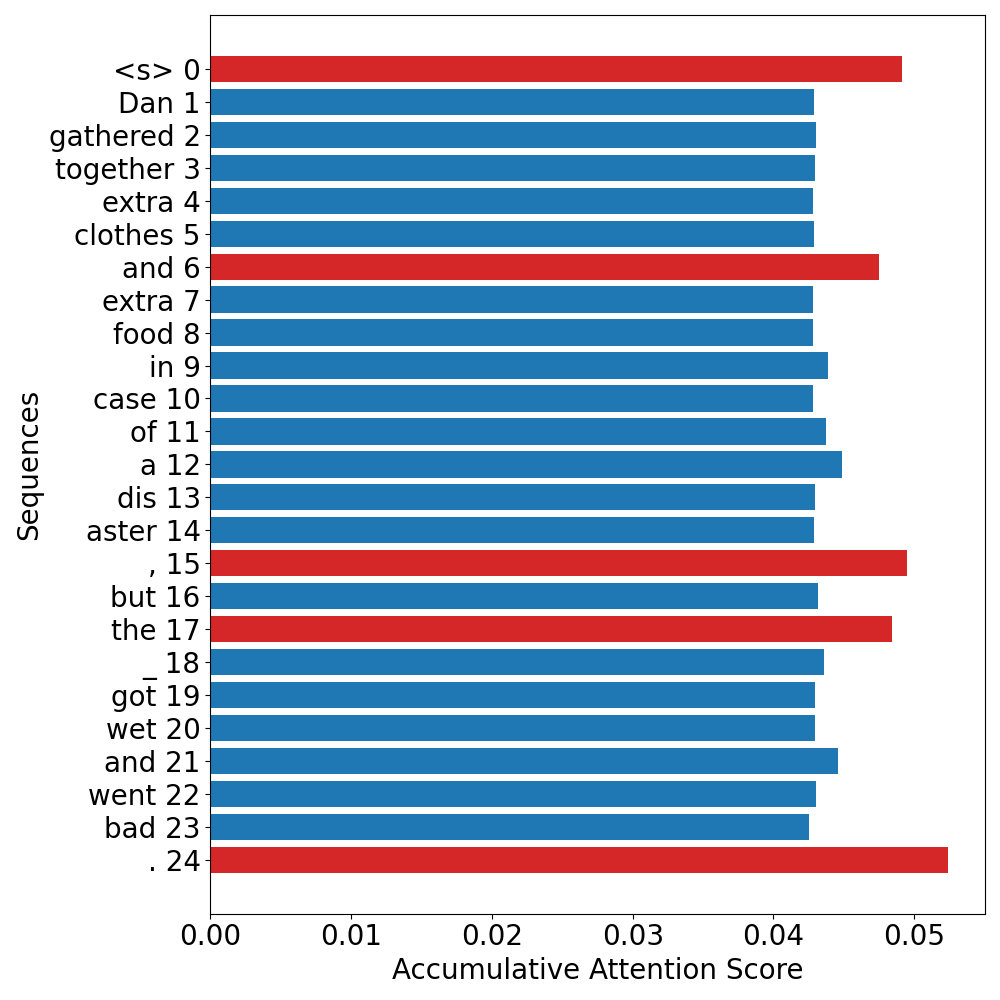 <s> 0
Dan 1
gathered 2
together 3
extra 4
clothes 5
and 6
extra 7
food 8
in 9
case 10
of 11
a 12
dis 13
aster 14
, 15
but 16
the 17
_ 18
got 19
wet 20
and 21
went 22
bad 23
. 24
Sequences
0.00 0.01 0.02 0.03 0.04 0.05
Accumulative Attention Score